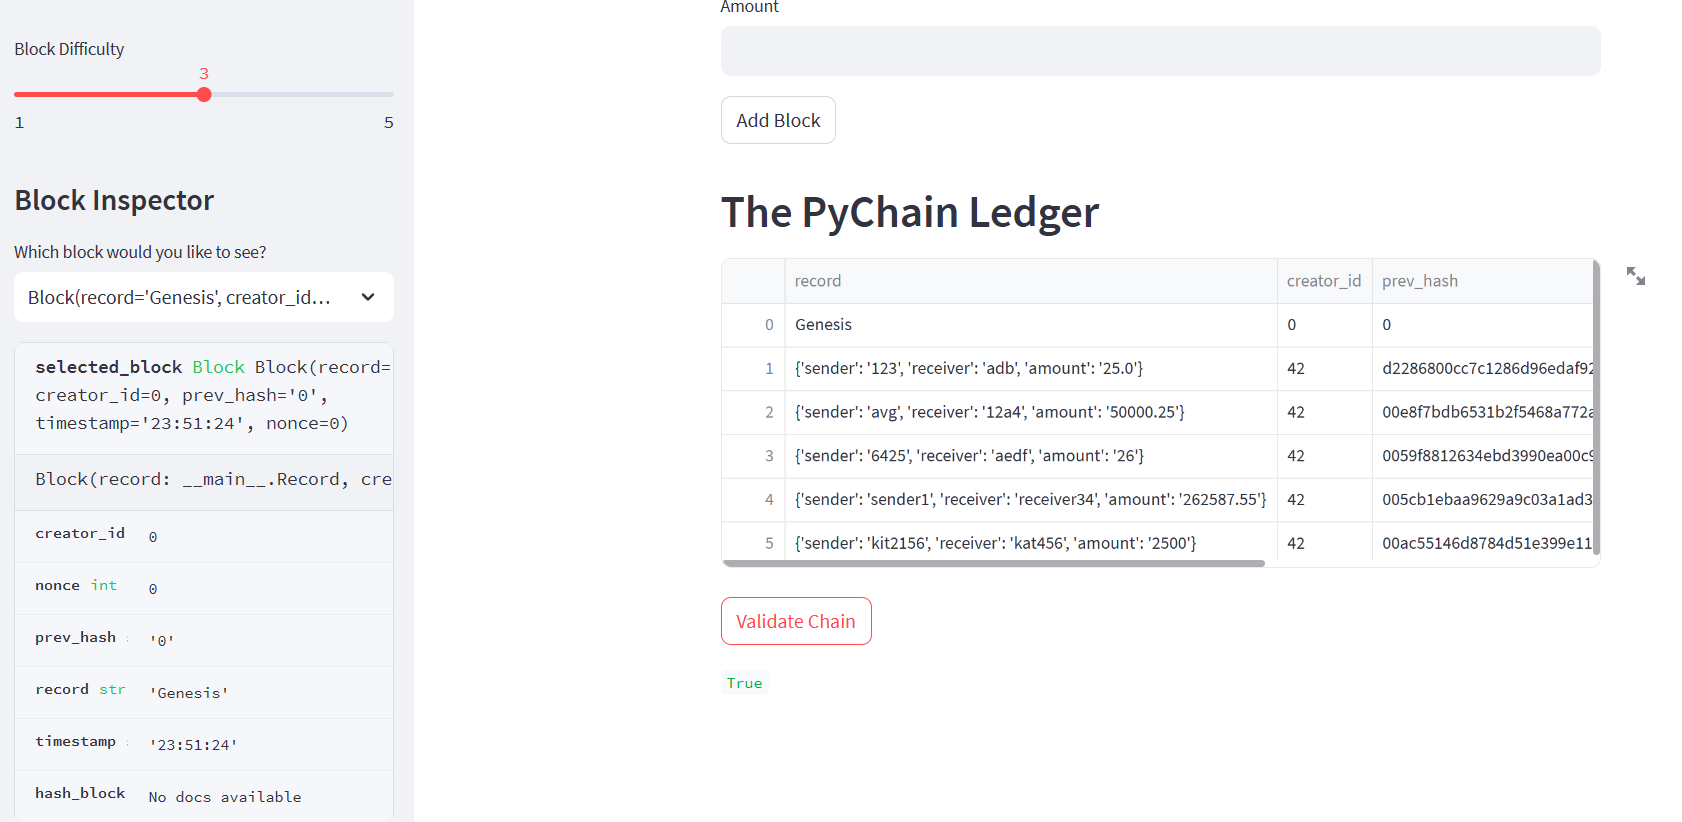 Block Difficulty
3
1 5
Block Inspector
Which block would you like to see?
Block(record='Genesis', creator_id...
selected_block Block Block(record=
creator_id=0, prev_hash='0',
timestamp='23:51:24', nonce=0)
Block(record: __main__.Record, cre
creator_id 0
nonce int 0
prev_hash : '0'
record str 'Genesis'
timestamp : '23:51:24'
hash_block No docs available
Amount
Add Block
The PyChain Ledger
record creator_id prev_hash
0 Genesis 0 0
1 {'sender': '123', 'receiver': 'adb', 'amount': '25.0'} 42 d2286800cc7c1286d96edaf92
2 {'sender': 'avg', 'receiver': '12a4', 'amount': '50000.25'} 42 00e8f7bdb6531b2f5468a772a
3 {'sender': '6425', 'receiver': 'aedf', 'amount': '26'} 42 0059f8812634ebd3990ea00c9
4 {'sender': 'sender1', 'receiver': 'receiver34', 'amount': '262587.55'} 42 005cb1ebaa9629a9c03a1ad3
5 {'sender': 'kit2156', 'receiver': 'kat456', 'amount': '2500'} 42 00ac55146d8784d51e399e11
Validate Chain
True